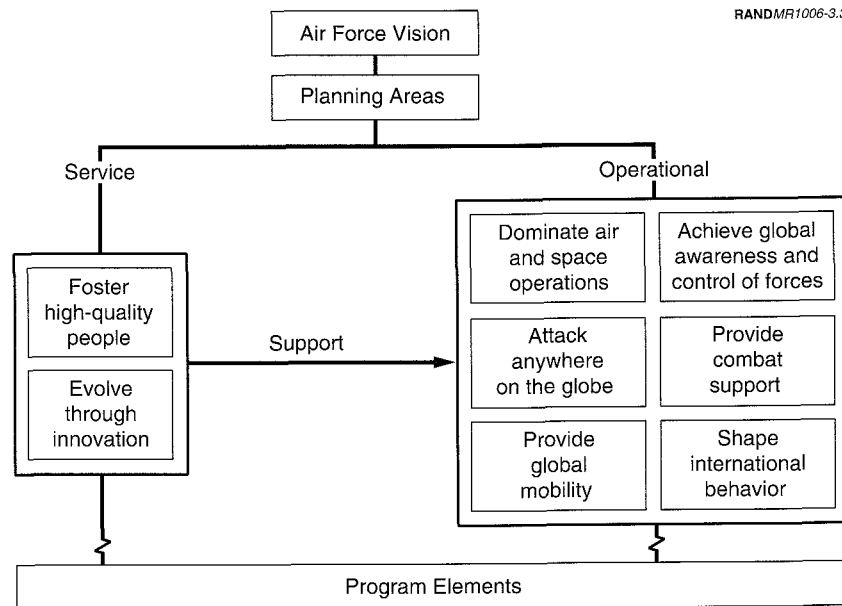 RANDMR1006-3.3
Air Force Vision
Planning Areas
Service
Operational
Foster
high-quality
people
Evolve
through
innovation
Support
Dominate air
and space
operations
Achieve global
awareness and
control of forces
Attack
anywhere
on the globe
Provide
combat
support
Provide
global
mobility
Shape
international
behavior
Program Elements